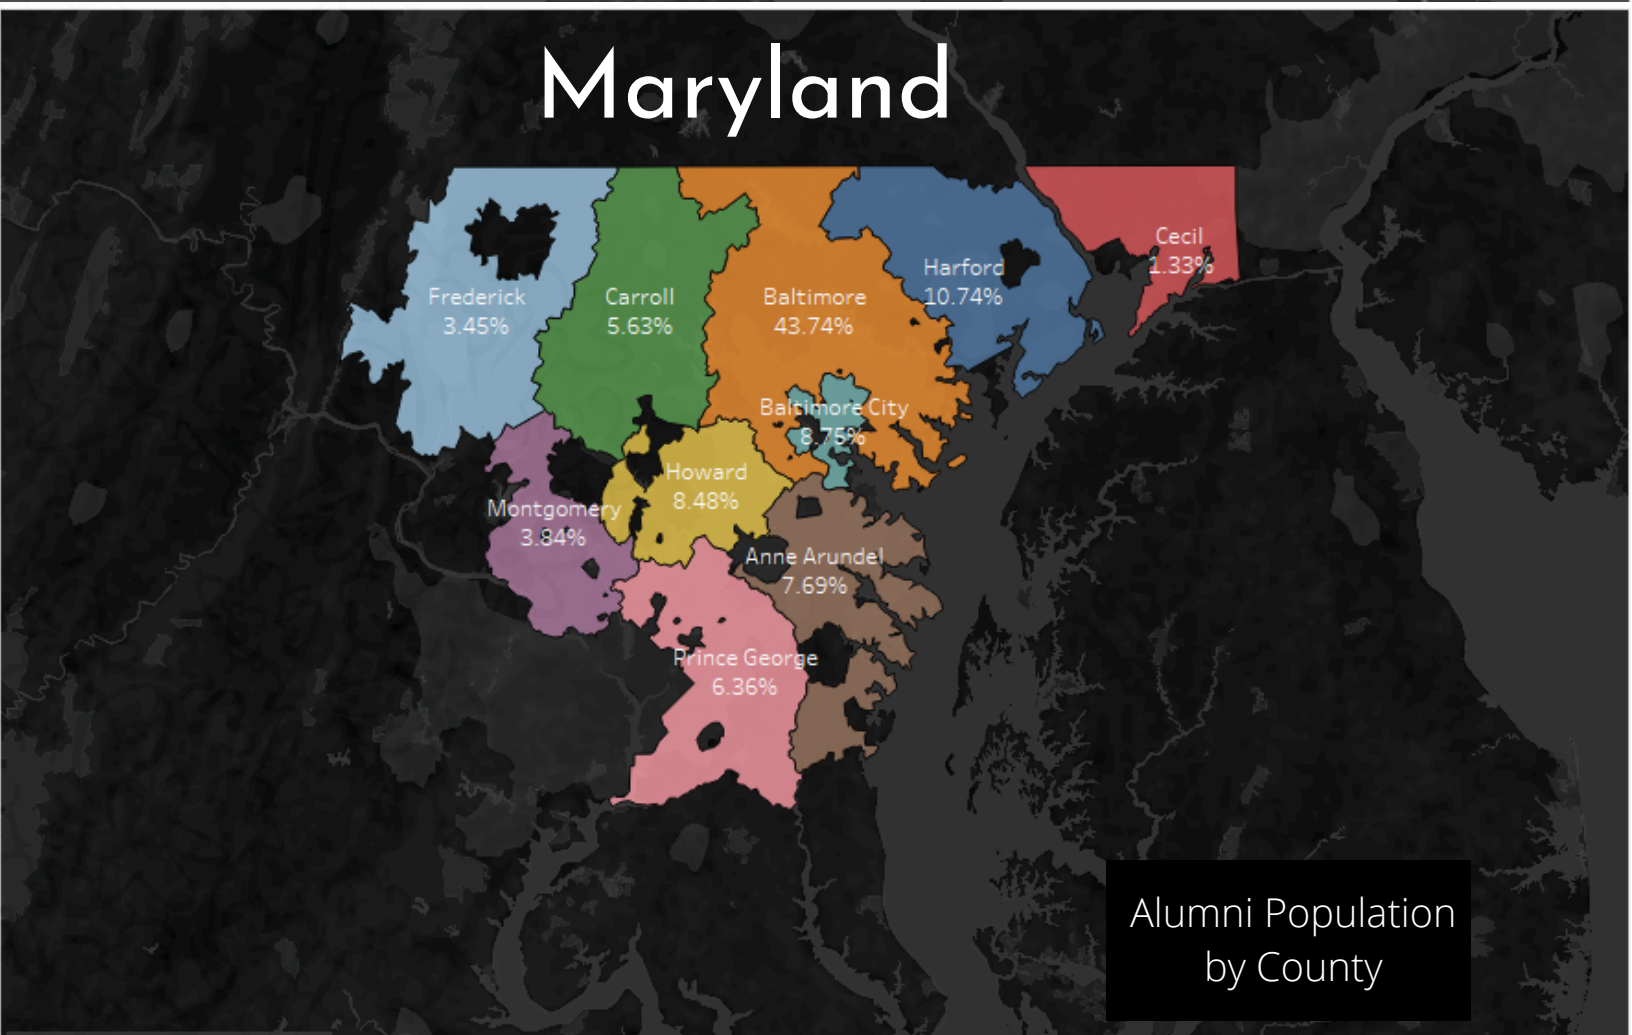 Maryland
Frederick
3.45%
Carroll
5.63%
Baltimore
43.74%
Harford
10.74%
Cecil
1.33%
Baltimore City
8.75%
Howard
8.48%
Montgomery
3.84%
Anne Arundel
7.69%
Prince George
6.36%
Alumni Population
by County